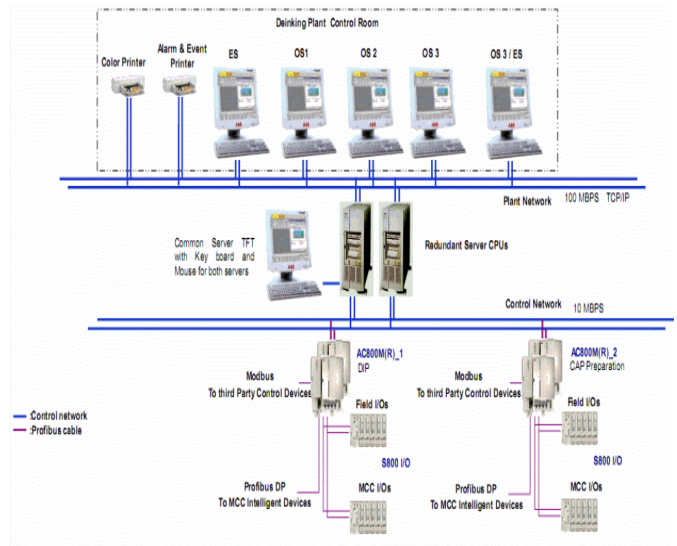 Deinking Plant Control Room
Color Printer
Alarm & Event
Printer
ES
OS1
OS 2
OS 3
OS 3 / ES
ABB
Plant Network
100 MBPS TCP/IP
Common Server TFT
with Key board and
Mouse for both servers
Redundant Server CPUs
Control Network
10 MBPS
AC800M(R)_1
DIP
AC800M(R)_2
CAP Preparation
Modbus
To third Party Control Devices
Modbus
To third Party Control Devices
Field I/Os
Field I/Os
:Control network
:Profibus cable
S800 I/O
S800 I/O
Profibus DP
To MCC Intelligent Devices
MCC I/Os
Profibus DP
To MCC Intelligent Devices
MCC I/Os